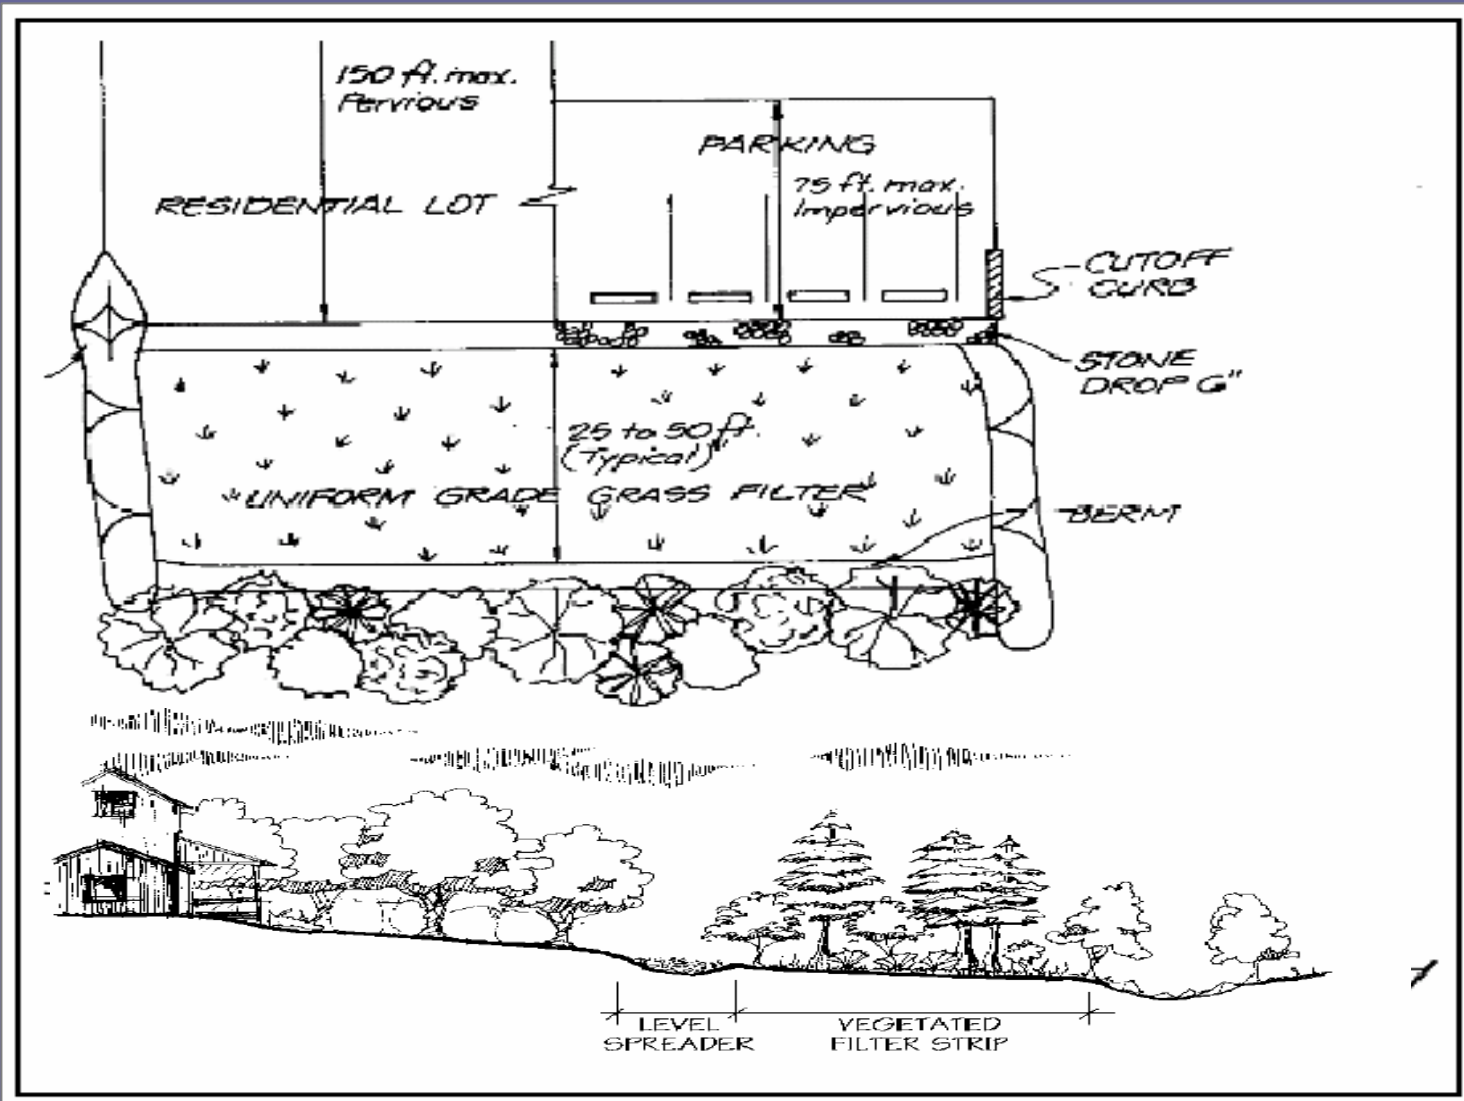 150 ft. max.
Pervious
PARKING
75 ft. max.
Impervious
RESIDENTIAL LOT
CUTOFF
CURB
STONE
DROP 6"
25 to 50 ft.
(Typical)
UNIFORM GRADE GRASS FILTER
BERM
LEVEL
SPREADER
VEGETATED
FILTER STRIP